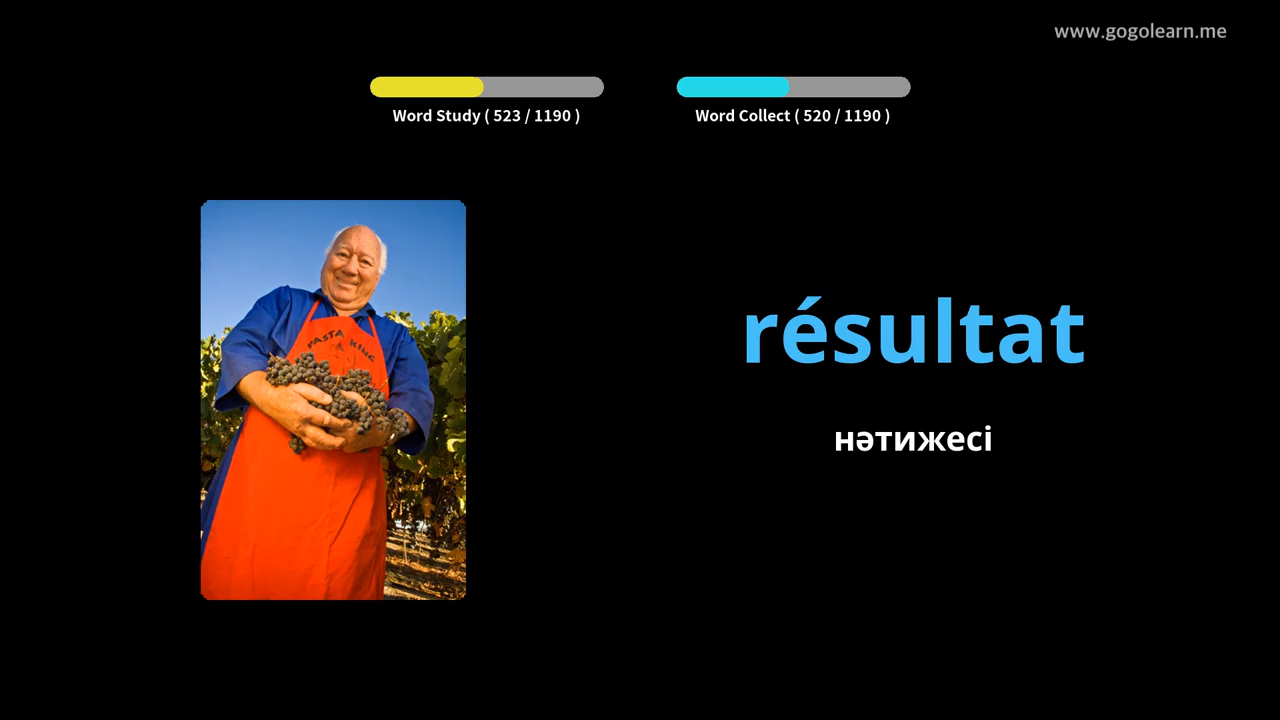 www.gogolearn.me
Word Study ( 523 / 1190 )
Word Collect ( 520 / 1190 )
PASTA KING
résultat
нәтижесі